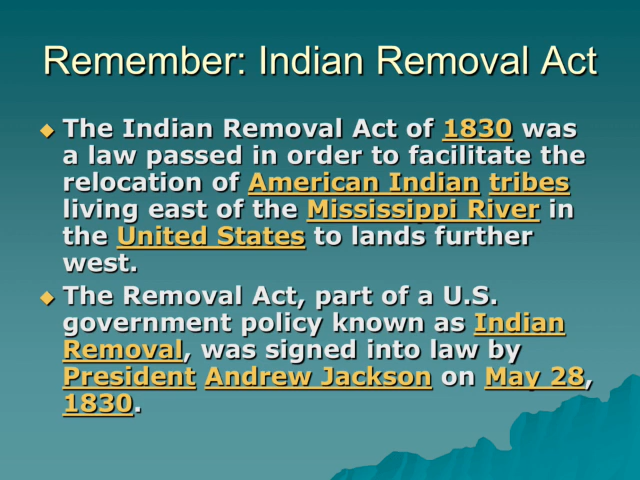 Remember: Indian Removal Act
The Indian Removal Act of 1830 was
a law passed in order to facilitate the
relocation of American Indian tribes
living east of the Mississippi River in
the United States to lands further
west.
The Removal Act, part of a U.S.
government policy known as Indian
Removal, was signed into law by
President Andrew Jackson on May 28,
1830.